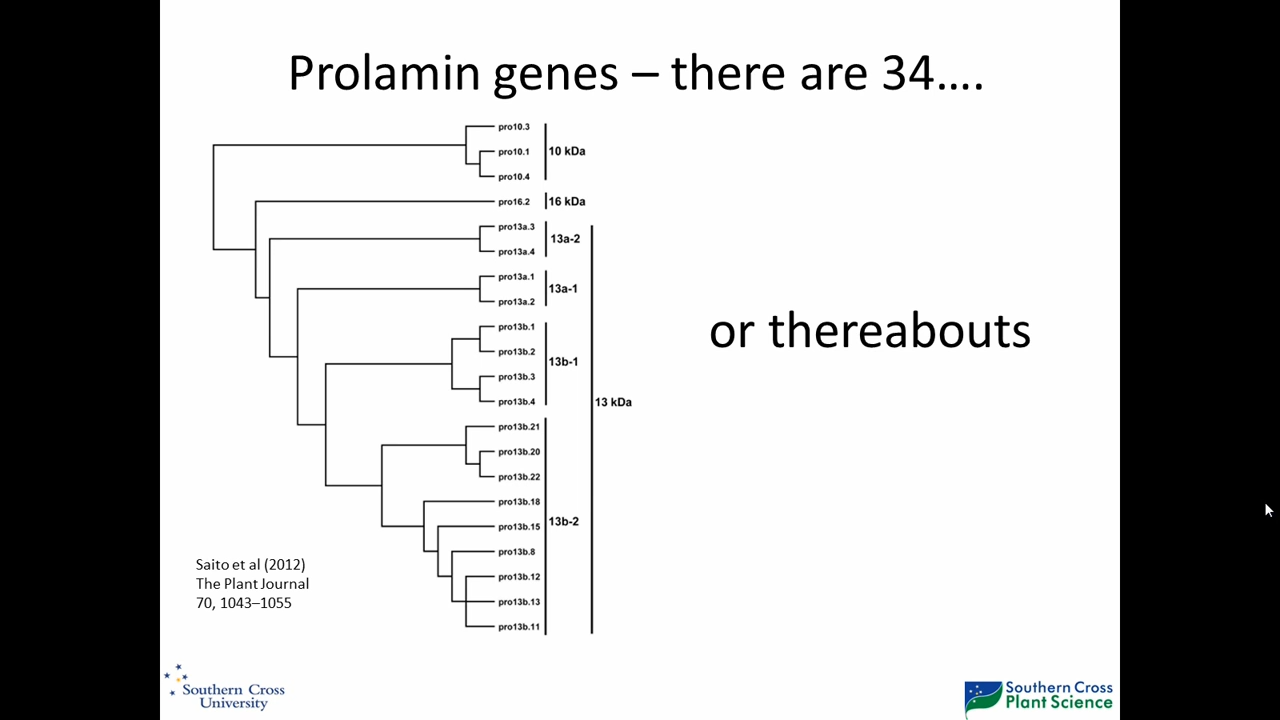 Prolamin genes – there are 34....
pro10.3
pro10.1
10 kDa
pro10.4
pro16.2
16 kDa
pro13a.3
13a-2
pro13a.4
pro13a.1
13a-1
pro13a.2
pro13b.1
pro13b.2
13b-1
pro13b.3
pro13b.4
13 kDa
pro13b.21
pro13b.20
pro13b.22
pro13b.18
13b-2
pro13b.15
pro13b.8
pro13b.12
pro13b.13
pro13b.11
or thereabouts
Saito et al (2012)
The Plant Journal
70, 1043–1055
Southern Cross
University
Southern Cross
Plant Science